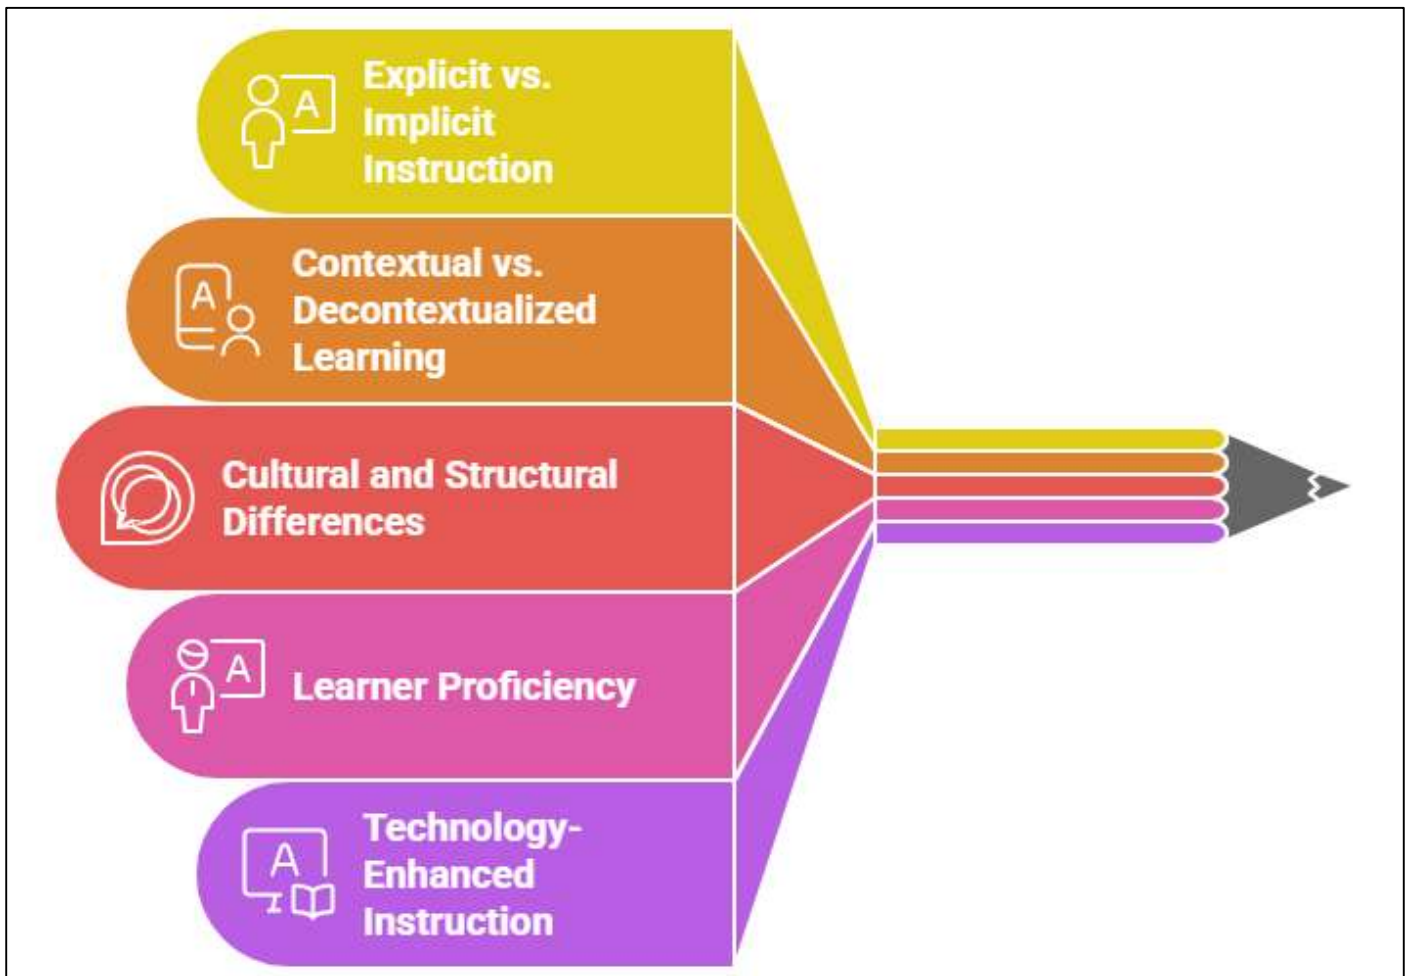 Explicit vs.
Implicit
Instruction
Contextual vs.
Decontextualized
Learning
Cultural and Structural
Differences
Learner Proficiency
Technology-
Enhanced
Instruction
A
A
A
A